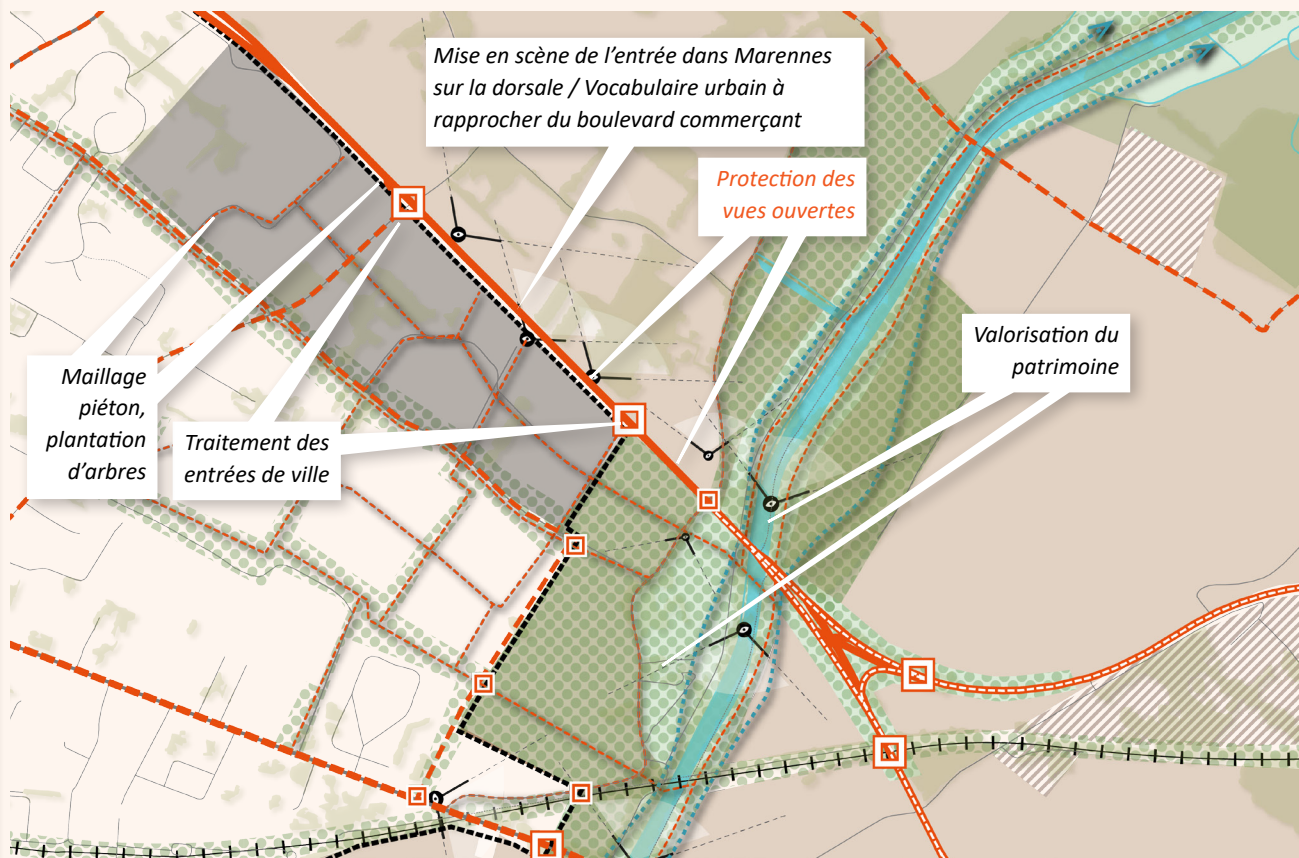 Mise en scène de l'entrée dans Marennes
sur la dorsale / Vocabulaire urbain à
rapprocher du boulevard commerçant
Protection des
vues ouvertes
Valorisation du
patrimoine
Maillage
piéton,
plantation
d'arbres
Traitement des
entrées de ville